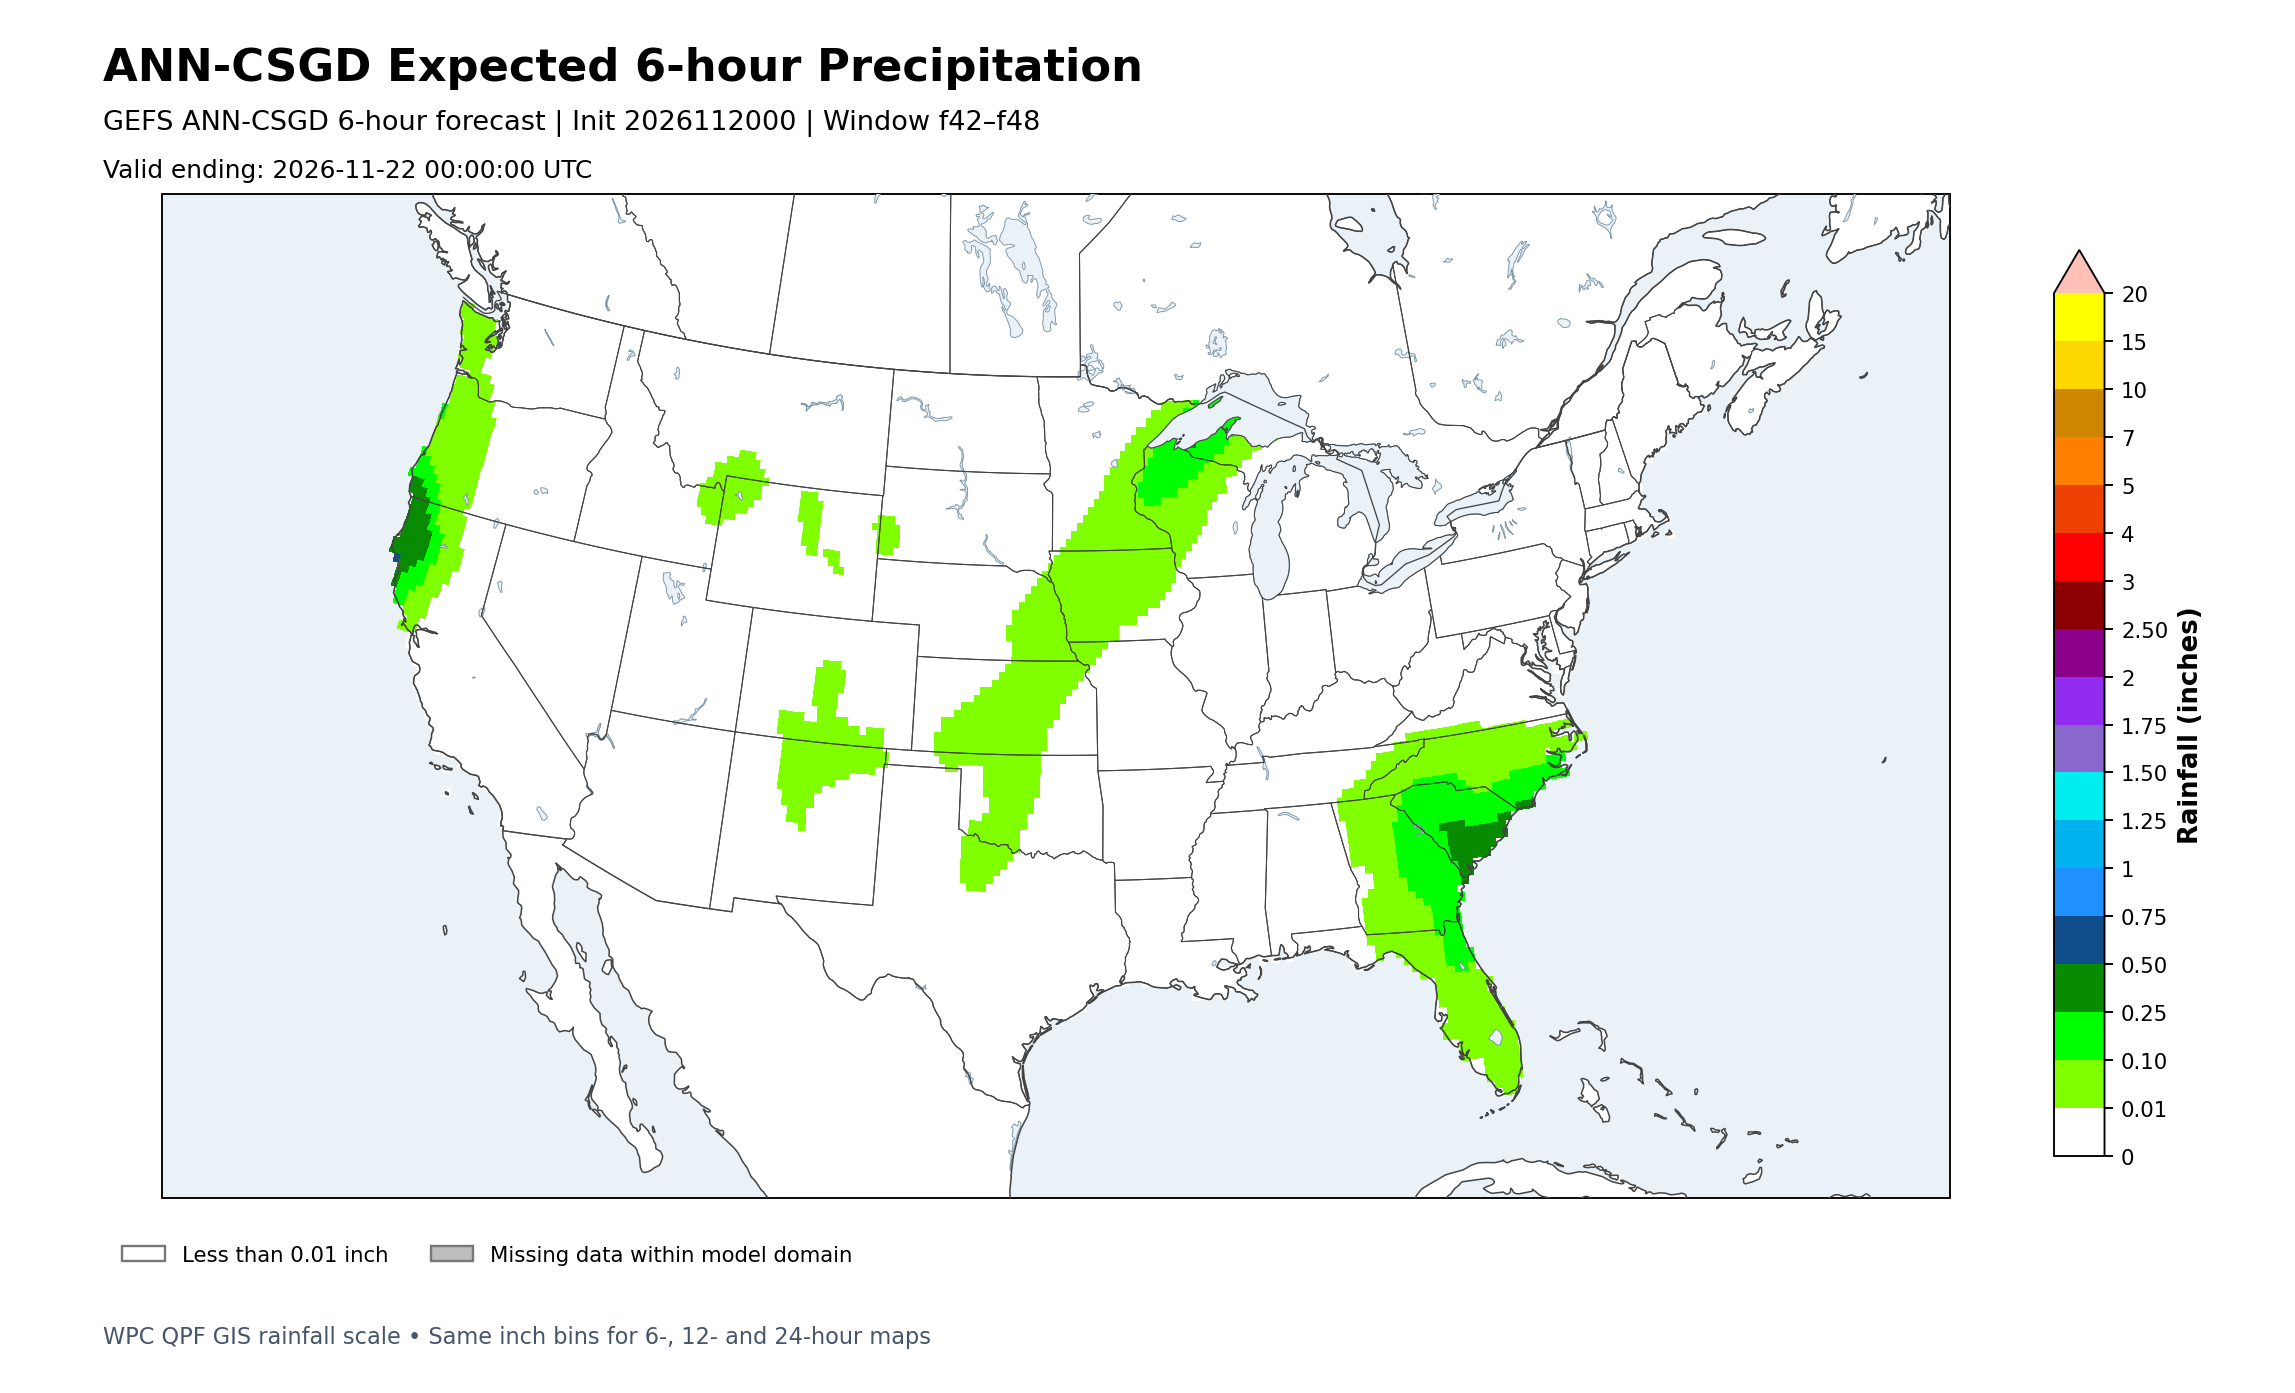 ANN-CSGD Expected 6-hour Precipitation
GEFS ANN-CSGD 6-hour forecast | Init 2026112000 | Window f42–f48
Valid ending: 2026-11-22 00:00:00 UTC
20
15
10
7
5
4
3
2.50
2
1.75
1.50
1.25
1
0.75
0.50
0.25
0.10
0.01
0
Rainfall (inches)
Less than 0.01 inch
Missing data within model domain
WPC QPF GIS rainfall scale • Same inch bins for 6-, 12- and 24-hour maps